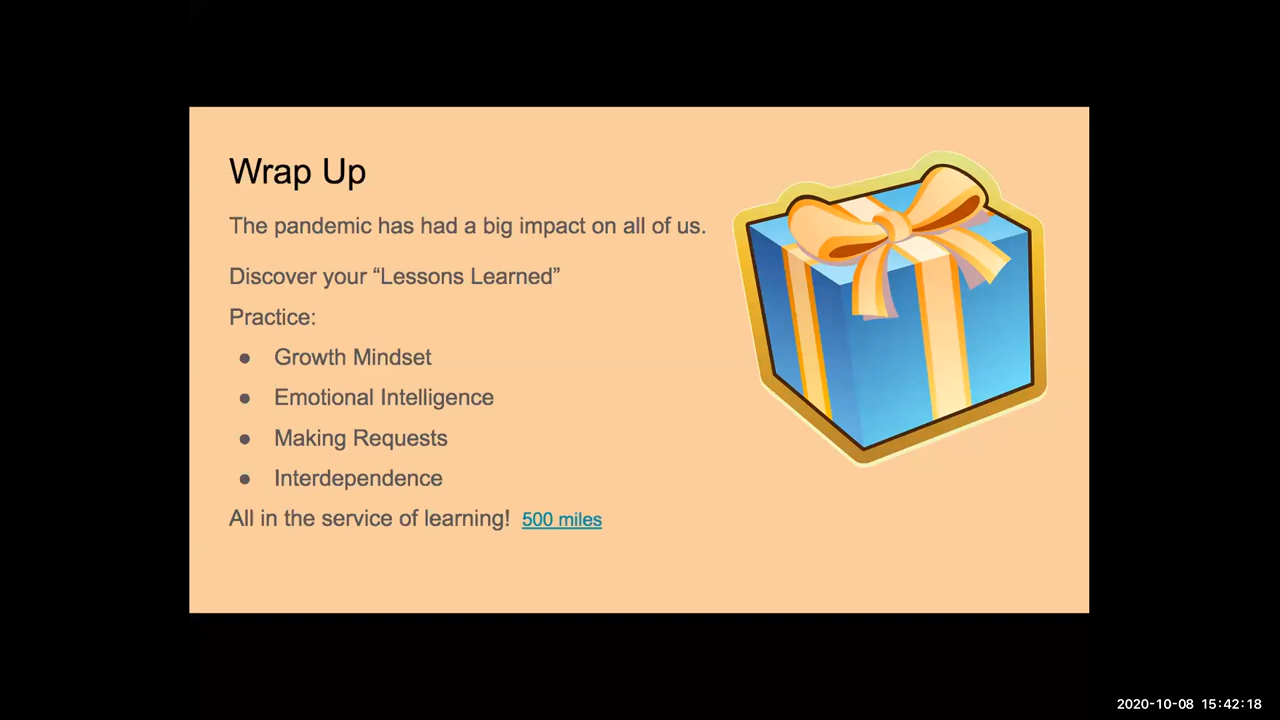 Wrap Up
The pandemic has had a big impact on all of us.
Discover your “Lessons Learned”
Practice:
● Growth Mindset
● Emotional Intelligence
● Making Requests
● Interdependence
All in the service of learning! 500 miles
2020-10-08 15:42:18